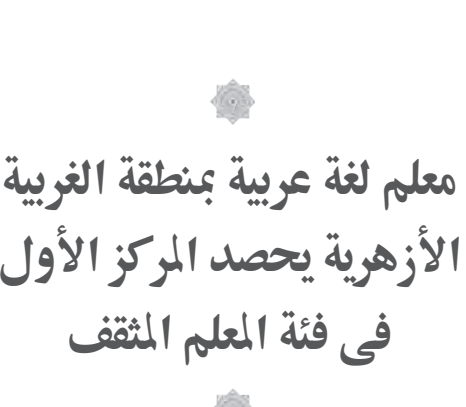 معلم لغة عربية بمنطقة الغربية
الأزهرية يحصد المركز الأول
فى فئة المعلم المثقف